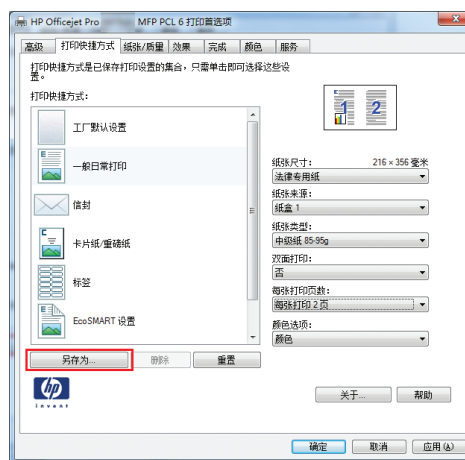 HP Officejet Pro MFP PCL 6 打印首选项
高级 打印快捷方式 纸张/质量 效果 完成 颜色 服务
打印快捷方式是已保存打印设置的集合，只需单击即可选择这些设
置。
打印快捷方式：
工厂默认设置
一般日常打印
信封
卡片纸/重磅纸
标签
EcoSMART 设置
另存为... 删除 重置
1 2
纸张尺寸： 216 × 356 毫米
法律专用纸
纸张来源：
纸盒 1
纸张类型：
中级纸 85-95g
双面打印：
否
每张打印页数：
每张打印 2 页
颜色选项：
颜色
hp
invent
关于... 帮助
确定 取消 应用(A)